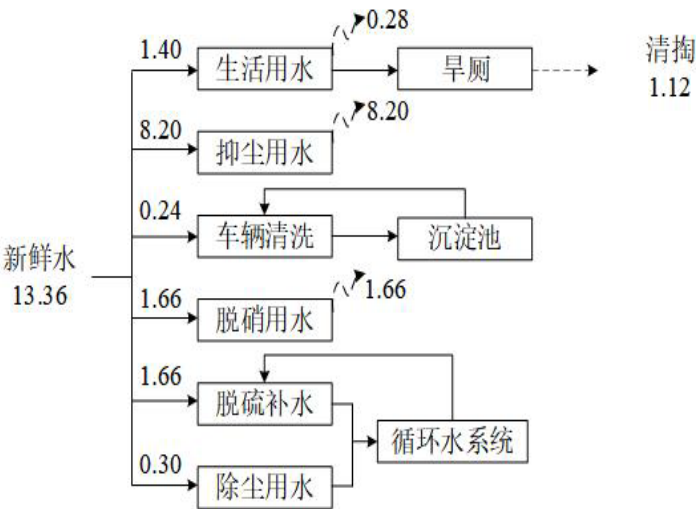 0.28
1.40
生活用水
旱厕
清掏
1.12
8.20
8.20
抑尘用水
0.24
车辆清洗
沉淀池
新鲜水
13.36
1.66
1.66
脱硝用水
1.66
脱硫补水
循环水系统
0.30
除尘用水